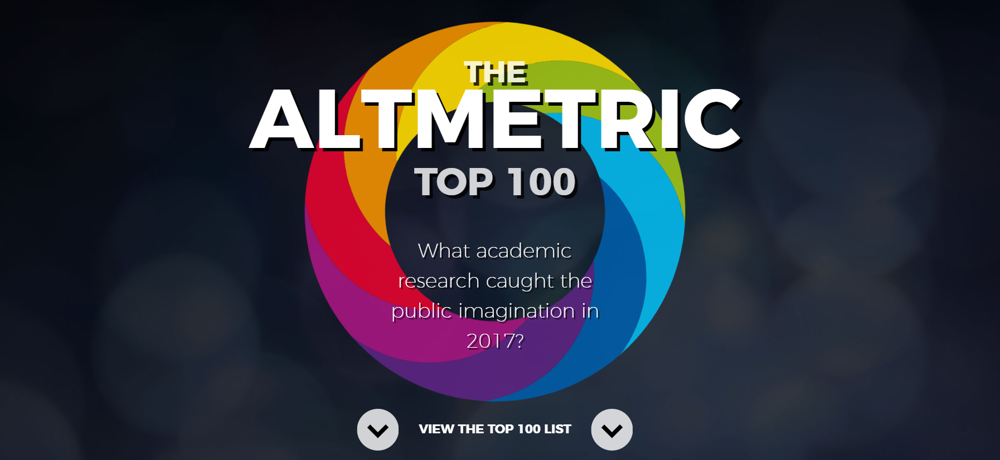 THE
ALTMETRIC
TOP 100
What academic
research caught the
public imagination in
2017?
VIEW THE TOP 100 LIST